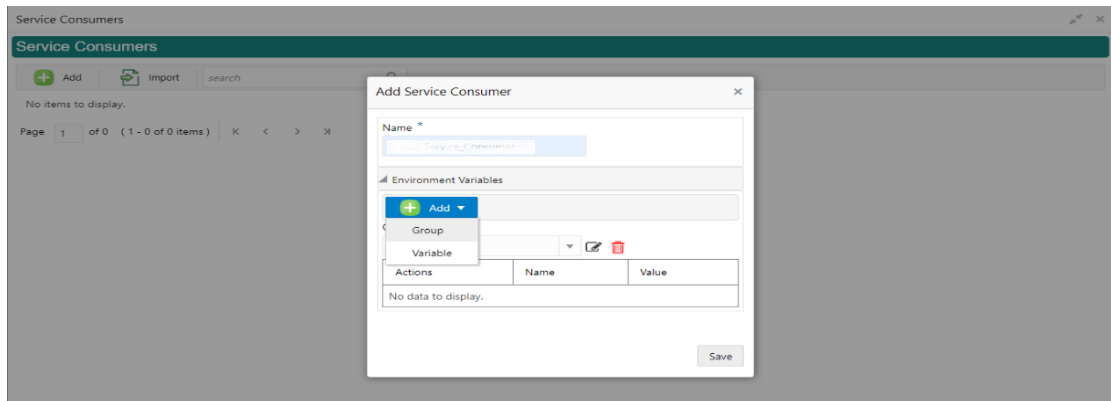 Service Consumers
Service Consumers
Add Import search
No items to display.
Page 1 of 0 (1 - 0 of 0 items)
Add Service Consumer
Name *
Service_Consumer
Environment Variables
Add
Group
Variable
Actions Name Value
No data to display.
Save